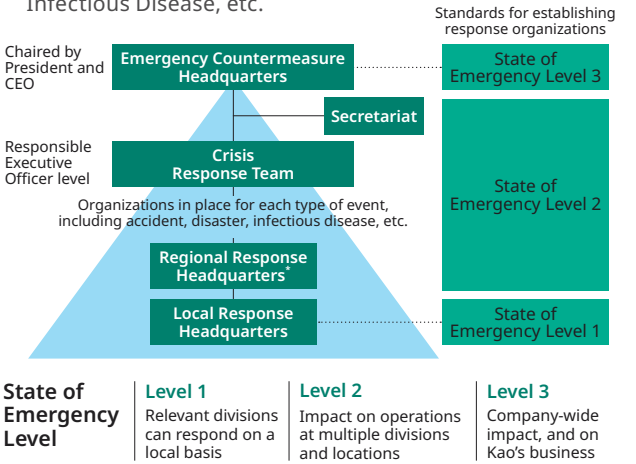 Infectious Disease, etc.
Standards for establishing
response organizations
Chaired by
President and
CEO
Emergency Countermeasure
Headquarters
State of
Emergency Level 3
Secretariat
Responsible
Executive
Officer level
Crisis
Response Team
State of
Emergency Level 2
Organizations in place for each type of event,
including accident, disaster, infectious disease, etc.
Regional Response
Headquarters*
Local Response
Headquarters
State of
Emergency Level 1
State of
Emergency
Level
Level 1
Relevant divisions
can respond on a
local basis
Level 2
Impact on operations
at multiple divisions
and locations
Level 3
Company-wide
impact, and on
Kao's business